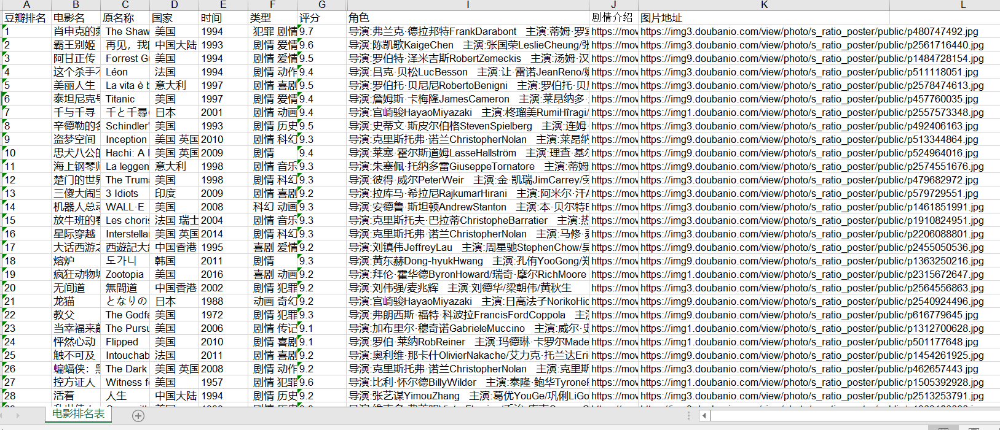 A B C D E F G I J K L
豆瓣排名 电影名 原名称 国家 时间 类型 评分 角色 剧情介绍 图片地址
1 肖申克的救 The Shaw 美国 1994 犯罪 剧情 9.7 导演:弗兰克·德拉邦特FrankDarabont 主演:蒂姆·罗宾 https://mov https://img3.doubanio.com/view/photo/s_ratio_poster/public/p480747492.jpg
2 霸王别姬 再见，我的 中国大陆 1993 剧情 爱情 9.6 导演:陈凯歌KaigeChen 主演:张国荣LeslieCheung/张 https://mov https://img3.doubanio.com/view/photo/s_ratio_poster/public/p2561716440.jpg
3 阿甘正传 Forrest Gu 美国 1994 剧情 爱情 9.5 导演:罗伯特·泽米吉斯RobertZemeckis 主演:汤姆·汉 https://mov https://img9.doubanio.com/view/photo/s_ratio_poster/public/p1484728154.jpg
4 这个杀手不 Léon 法国 1994 剧情 动作 9.4 导演:吕克·贝松LucBesson 主演:让·雷诺JeanReno/ https://mov https://img3.doubanio.com/view/photo/s_ratio_poster/public/p511118051.jpg
5 美丽人生 La vita è b 意大利 1997 剧情 喜剧 9.5 导演:罗伯托·贝尼尼RobertoBenigni 主演:罗伯托·贝 https://mov https://img3.doubanio.com/view/photo/s_ratio_poster/public/p2578474613.jpg
6 泰坦尼克号 Titanic 美国 1997 剧情 爱情 9.4 导演:詹姆斯·卡梅隆JamesCameron 主演:莱昂纳多· https://mov https://img9.doubanio.com/view/photo/s_ratio_poster/public/p457760035.jpg
7 千与千寻 千と千尋の 日本 2001 剧情 动画 9.4 导演:宫崎骏HayaoMiyazaki 主演:柊瑠美RumiHîragi/ https://mov https://img1.doubanio.com/view/photo/s_ratio_poster/public/p2557573348.jpg
8 辛德勒的名 Schindler' 美国 1993 剧情 历史 9.5 导演:史蒂文·斯皮尔伯格StevenSpielberg 主演:连姆· https://mov https://img3.doubanio.com/view/photo/s_ratio_poster/public/p492406163.jpg
9 盗梦空间 Inception 美国 英国 2010 剧情 科幻 9.3 导演:克里斯托弗·诺兰ChristopherNolan 主演:莱昂纳 https://mov https://img9.doubanio.com/view/photo/s_ratio_poster/public/p513344864.jpg
10 忠犬八公的 Hachi: A 美国 英国 2009 剧情 9.4 导演:莱塞·霍尔斯道姆LasseHallström 主演:理查·基尔 https://mov https://img9.doubanio.com/view/photo/s_ratio_poster/public/p524964016.jpg
11 海上钢琴师 La leggen 意大利 1998 剧情 音乐 9.3 导演:朱塞佩·托纳多雷GiuseppeTornatore 主演:蒂姆 https://mov https://img9.doubanio.com/view/photo/s_ratio_poster/public/p2574551676.jpg
12 楚门的世界 The Truma 美国 1998 剧情 科幻 9.3 导演:彼得·威尔PeterWeir 主演:金·凯瑞JimCarrey/劳 https://mov https://img3.doubanio.com/view/photo/s_ratio_poster/public/p479682972.jpg
13 三傻大闹宝 3 Idiots 印度 2009 剧情 喜剧 9.2 导演:拉库马·希拉尼RajkumarHirani 主演:阿米尔·汗A https://mov https://img3.doubanio.com/view/photo/s_ratio_poster/public/p579729551.jpg
14 机器人总动 WALL·E 美国 2008 科幻 动画 9.3 导演:安德鲁·斯坦顿AndrewStanton 主演:本·贝尔特 https://mov https://img3.doubanio.com/view/photo/s_ratio_poster/public/p1461851991.jpg
15 放牛班的春 Les choris 法国 瑞士 2004 剧情 音乐 9.3 导演:克里斯托夫·巴拉蒂ChristopheBarratier 主演:热 https://mov https://img3.doubanio.com/view/photo/s_ratio_poster/public/p1910824951.jpg
16 星际穿越 Interstellar 美国 英国 2014 剧情 科幻 9.3 导演:克里斯托弗·诺兰ChristopherNolan 主演:马修·麦 https://mov https://img3.doubanio.com/view/photo/s_ratio_poster/public/p2206088801.jpg
17 大话西游之 西遊記大結 中国香港 1995 喜剧 爱情 9.2 导演:刘镇伟JeffreyLau 主演:周星驰StephenChow/吴 https://mov https://img9.doubanio.com/view/photo/s_ratio_poster/public/p2455050536.jpg
18 熔炉 도가니 韩国 2011 剧情 9.3 导演:黄东赫Dong-hyukHwang 主演:孔侑YooGong/郑 https://mov https://img9.doubanio.com/view/photo/s_ratio_poster/public/p1363250216.jpg
19 疯狂动物城 Zootopia 美国 2016 喜剧 动画 9.2 导演:拜伦·霍华德ByronHoward/瑞奇·摩尔RichMoore https://mov https://img1.doubanio.com/view/photo/s_ratio_poster/public/p2315672647.jpg
20 无间道 無間道 中国香港 2002 剧情 犯罪 9.2 导演:刘伟强/麦兆辉 主演:刘德华/梁朝伟/黄秋生 https://mov https://img3.doubanio.com/view/photo/s_ratio_poster/public/p2564556863.jpg
21 龙猫 となりの 日本 1988 动画 奇幻 9.2 导演:宫崎骏HayaoMiyazaki 主演:日高法子NorikoHid https://mov https://img9.doubanio.com/view/photo/s_ratio_poster/public/p2540924496.jpg
22 教父 The Godfa 美国 1972 剧情 犯罪 9.3 导演:弗朗西斯·福特·科波拉FrancisFordCoppola 主演 https://mov https://img9.doubanio.com/view/photo/s_ratio_poster/public/p616779645.jpg
23 当幸福来敲 The Pursu 美国 2006 剧情 传记 9.1 导演:加布里尔·穆奇诺GabrieleMuccino 主演:威尔·史 https://mov https://img1.doubanio.com/view/photo/s_ratio_poster/public/p1312700628.jpg
24 怦然心动 Flipped 美国 2010 剧情 喜剧 9.1 导演:罗伯·莱纳RobReiner 主演:玛德琳·卡罗尔Made https://mov https://img1.doubanio.com/view/photo/s_ratio_poster/public/p501177648.jpg
25 触不可及 Intouchab 法国 2011 剧情 喜剧 9.2 导演:奥利维·那卡什OlivierNakache/艾力克·托兰达Eri https://mov https://img9.doubanio.com/view/photo/s_ratio_poster/public/p1454261925.jpg
26 蝙蝠侠：黑 The Dark 美国 英国 2008 剧情 动作 9.2 导演:克里斯托弗·诺兰ChristopherNolan 主演:克里斯 https://mov https://img3.doubanio.com/view/photo/s_ratio_poster/public/p462657443.jpg
27 控方证人 Witness fo 美国 1957 剧情 犯罪 9.6 导演:比利·怀尔德BillyWilder 主演:泰隆·鲍华TyroneP https://mov https://img1.doubanio.com/view/photo/s_ratio_poster/public/p1505392928.jpg
28 活着 人生 中国大陆 1994 剧情 历史 9.2 导演:张艺谋YimouZhang 主演:葛优YouGe/巩俐LiGo https://mov https://img3.doubanio.com/view/photo/s_ratio_poster/public/p2513253791.jpg
电影排名表